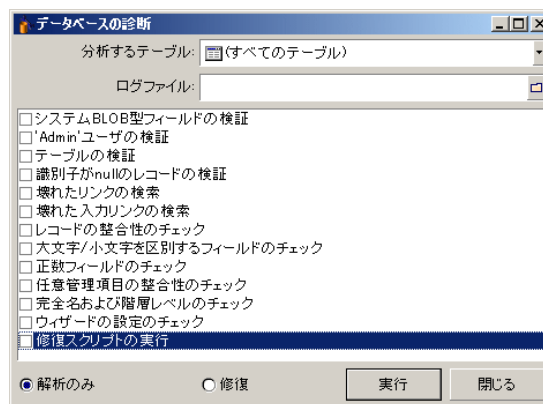 データベースの診断
分析するテーブル: (すべてのテーブル)
ログファイル:
システムBLOB型フィールドの検証
'Admin'ユーザの検証
テーブルの検証
識別子がnullのレコードの検証
壊れたリンクの検索
壊れた入力リンクの検索
レコードの整合性のチェック
大文字/小文字を区別するフィールドのチェック
正数フィールドのチェック
任意管理項目の整合性のチェック
完全名および階層レベルのチェック
ウィザードの設定のチェック
修復スクリプトの実行
解析のみ 修復 実行 閉じる